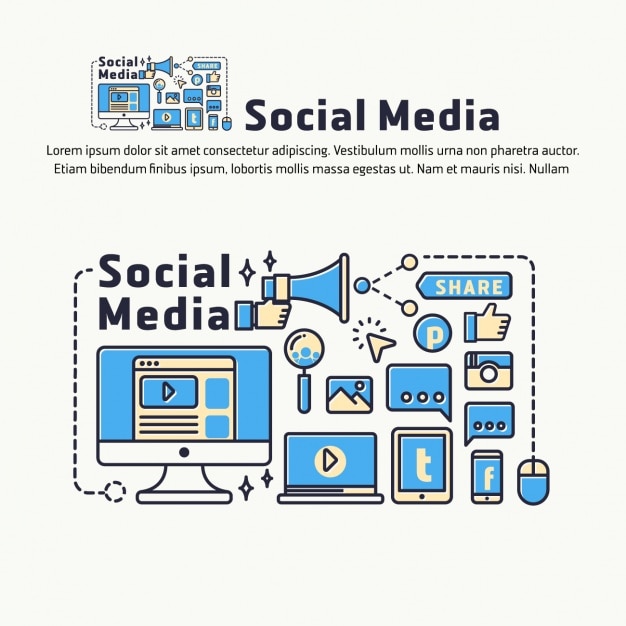 Social
Media
SHARE
p
t
f
Social Media
Lorem ipsum dolor sit amet consectetur adipiscing. Vestibulum mollis urna non pharetra auctor.
Etiam bibendum finibus ipsum, lobortis mollis massa egestas ut. Nam et mauris nisi. Nullam
Social
Media
SHARE
p
t
f